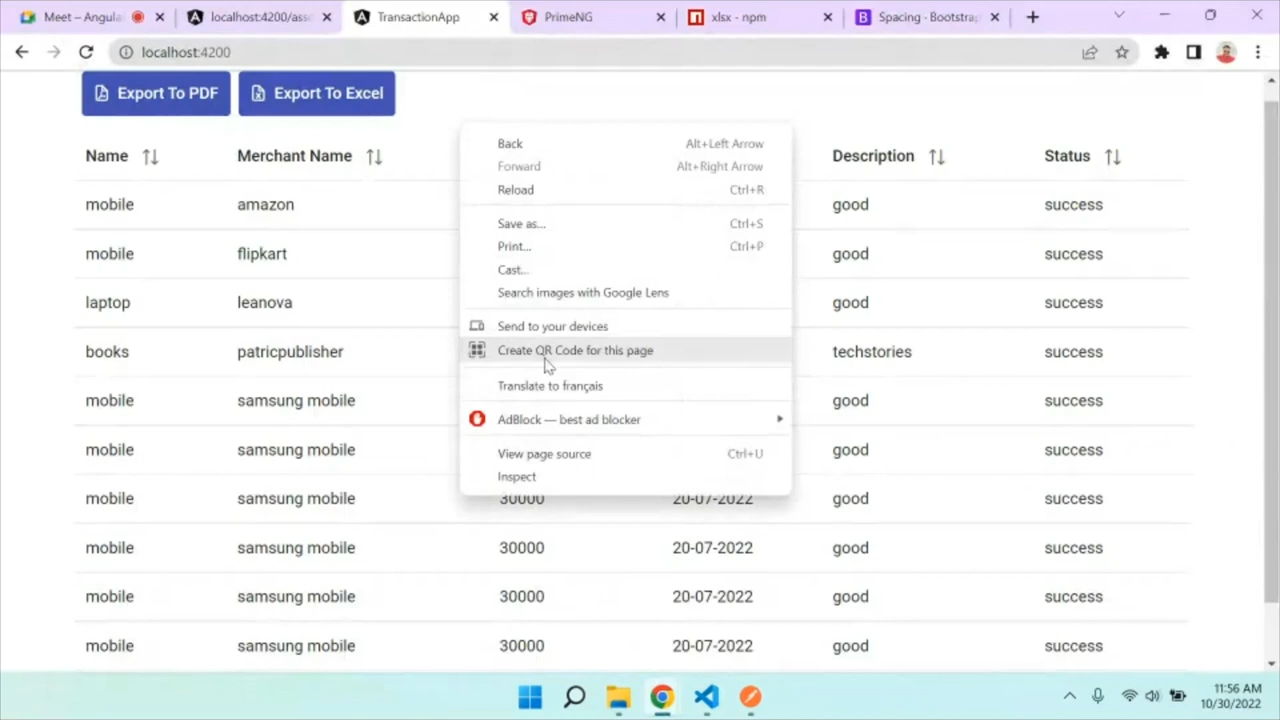 Meet – Angula
localhost:4200/asse
TransactionApp
PrimeNG
xlsx - npm
Spacing · Bootstrap
localhost:4200
Export To PDF
Export To Excel
Name
Merchant Name
Description
Status
mobile amazon good success
mobile flipkart good success
laptop leanova good success
books patricpublisher techstories success
mobile samsung mobile good success
mobile samsung mobile good success
mobile samsung mobile 30000 20-07-2022 good success
mobile samsung mobile 30000 20-07-2022 good success
mobile samsung mobile 30000 20-07-2022 good success
mobile samsung mobile 30000 20-07-2022 good success
Back Alt+Left Arrow
Forward Alt+Right Arrow
Reload Ctrl+R
Save as... Ctrl+S
Print... Ctrl+P
Cast...
Search images with Google Lens
Send to your devices
Create QR Code for this page
Translate to français
AdBlock — best ad blocker
View page source Ctrl+U
Inspect
11:56 AM
10/30/2022